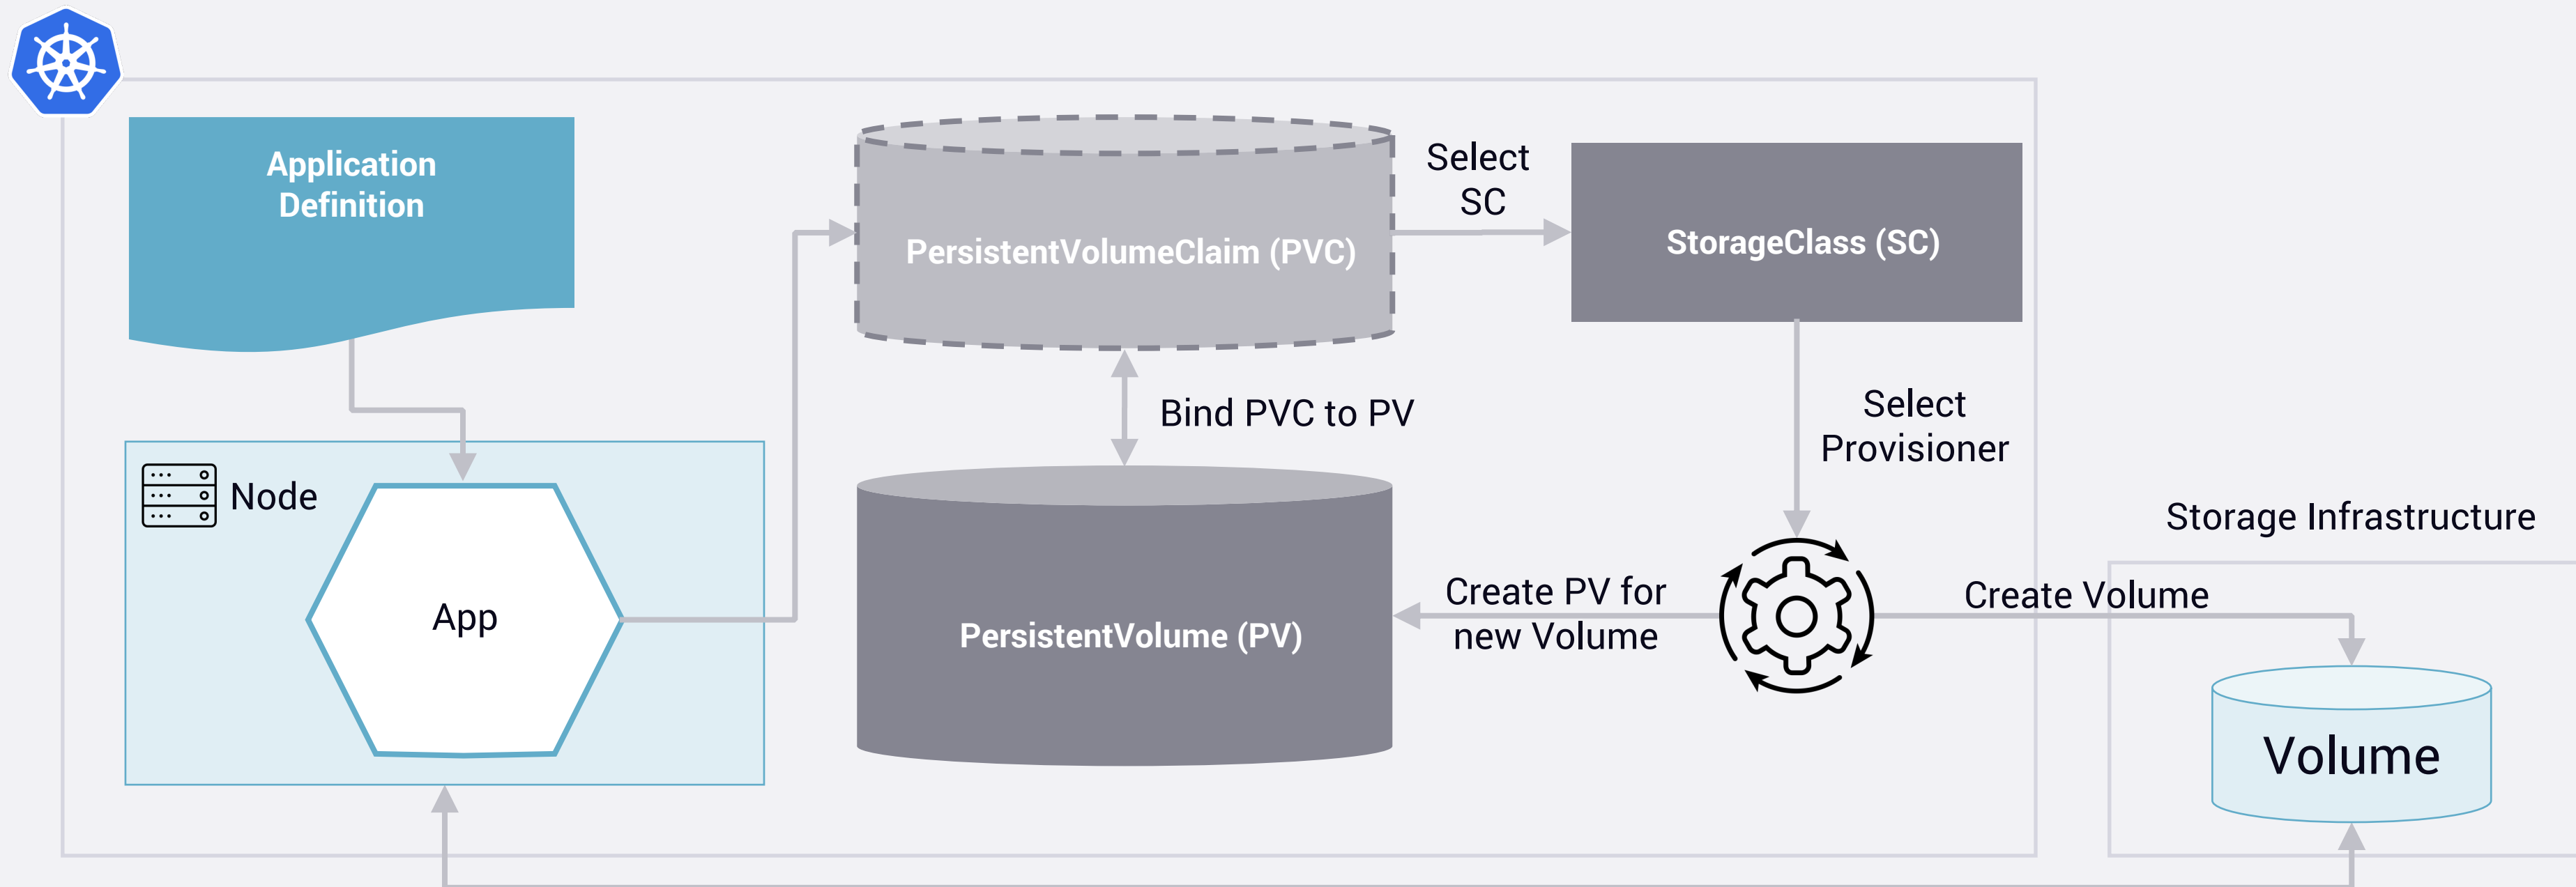 Application
Definition
PersistentVolumeClaim (PVC)
Select
SC
StorageClass (SC)
Bind PVC to PV
Select
Provisioner
Node
App
PersistentVolume (PV)
Create PV for
new Volume
Create Volume
Storage Infrastructure
Volume